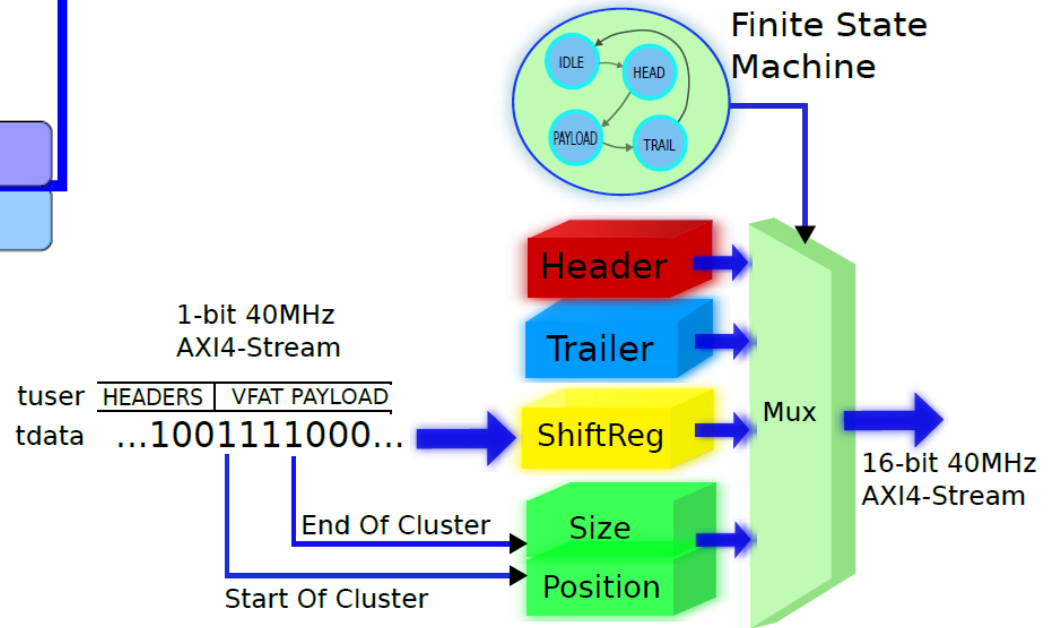 Finite State
Machine
IDLE
HEAD
PAYLOAD
TRAIL
Header
Trailer
1-bit 40MHz
AXI4-Stream
tuser HEADERS VFAT PAYLOAD
tdata ...1001111000...
ShiftReg
Mux
16-bit 40MHz
AXI4-Stream
End Of Cluster
Size
Position
Start Of Cluster